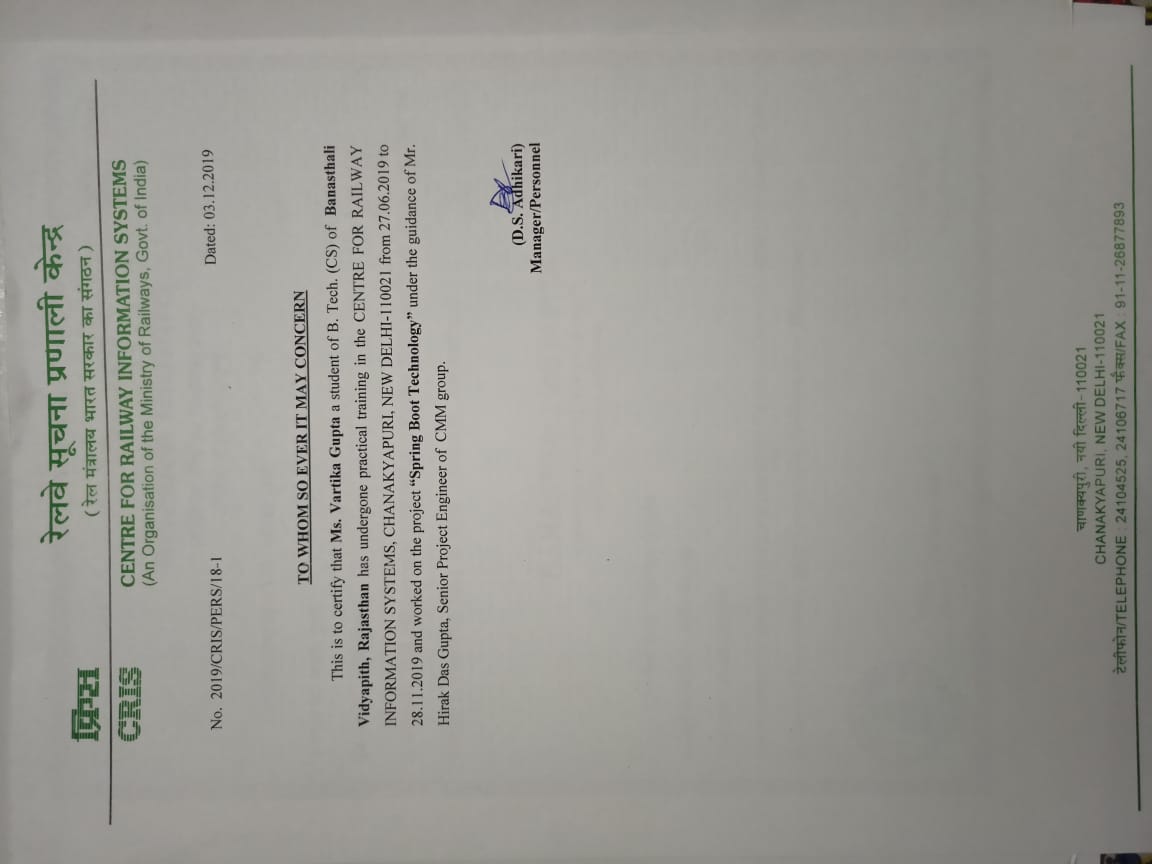 रेलवे सूचना प्रणाली केन्द्र
क्रिस
( रेल मंत्रालय भारत सरकार का संगठन )
CRIS
CENTRE FOR RAILWAY INFORMATION SYSTEMS
(An Organisation of the Ministry of Railways, Govt. of India)
No. 2019/CRIS/PERS/18-1
Dated: 03.12.2019
TO WHOM SO EVER IT MAY CONCERN
This is to certify that Ms. Vartika Gupta a student of B. Tech. (CS) of Banasthali
Vidyapith, Rajasthan has undergone practical training in the CENTRE FOR RAILWAY
INFORMATION SYSTEMS, CHANAKYAPURI, NEW DELHI-110021 from 27.06.2019 to
28.11.2019 and worked on the project “Spring Boot Technology” under the guidance of Mr.
Hirak Das Gupta, Senior Project Engineer of CMM group.
(D.S. Adhikari)
Manager/Personnel
चाणक्यपुरी, नयी दिल्ली-110021
CHANAKYAPURI, NEW DELHI-110021
टेलीफोन/TELEPHONE : 24104525, 24106717 फैक्स/FAX : 91-11-26877893